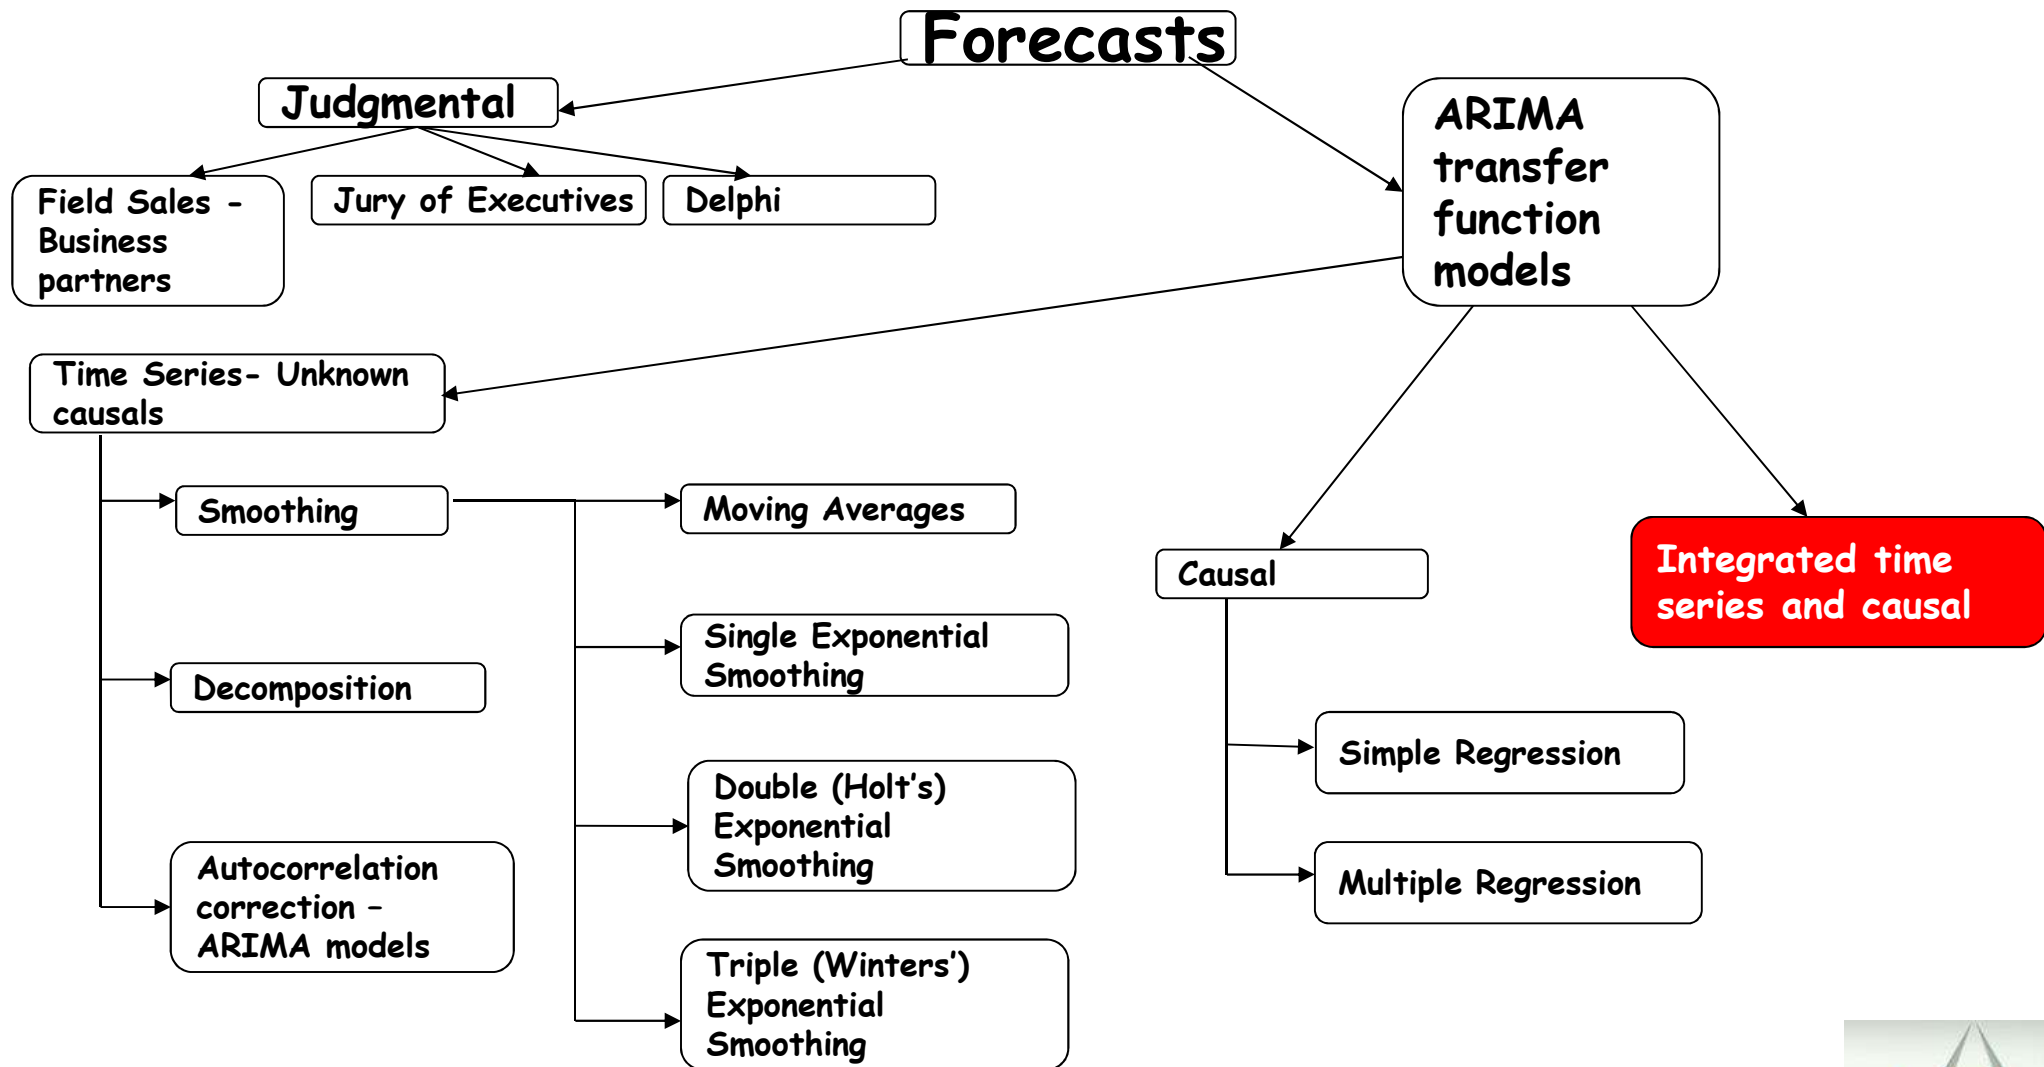 Forecasts
Judgmental
ARIMA
transfer
function
models
Field Sales -
Business
partners
Jury of Executives
Delphi
Time Series- Unknown
causals
Smoothing
Moving Averages
Integrated time
series and causal
Causal
Single Exponential
Smoothing
Decomposition
Simple Regression
Double (Holt's)
Exponential
Smoothing
Autocorrelation
correction –
ARIMA models
Multiple Regression
Triple (Winters')
Exponential
Smoothing